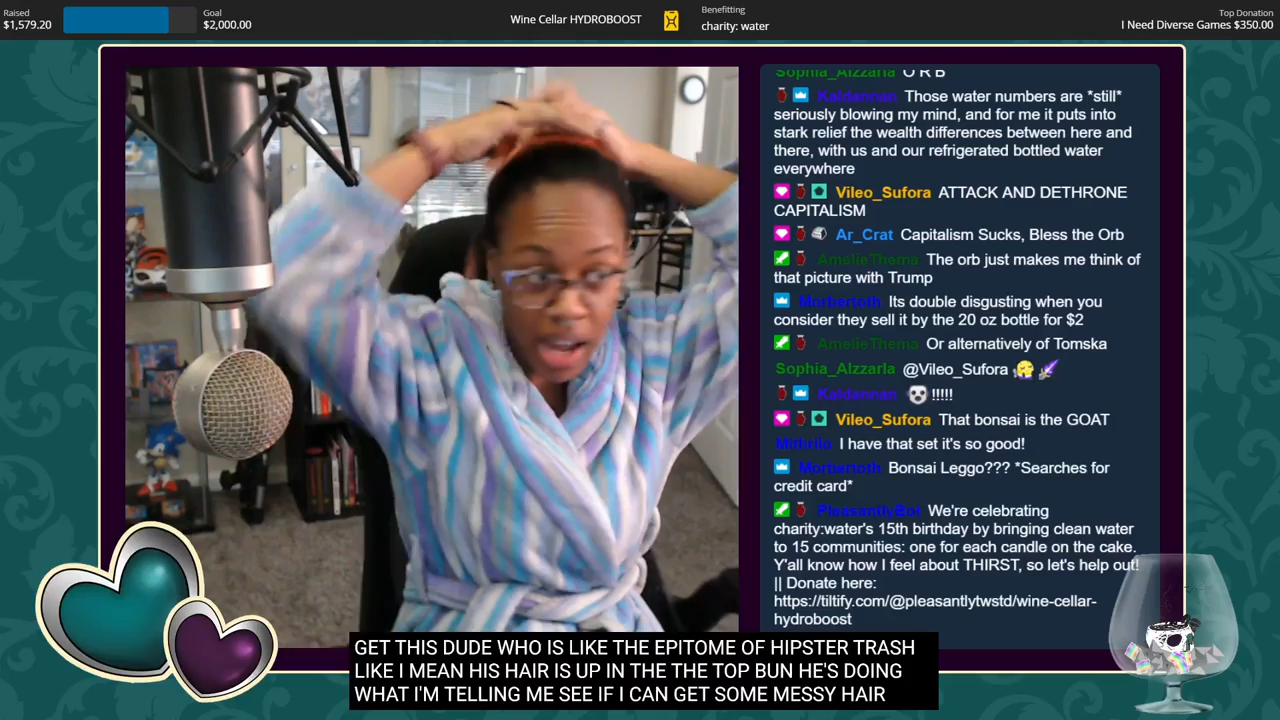 Raised
$1,579.20
Goal
$2,000.00
Wine Cellar HYDROBOOST
Benefitting
charity: water
Top Donation
I Need Diverse Games $350.00
Sophia_Alzzarla O R B
Kaldannan Those water numbers are *still*
seriously blowing my mind, and for me it puts into
stark relief the wealth differences between here and
there, with us and our refrigerated bottled water
everywhere
Vileo_Sufora ATTACK AND DETHRONE
CAPITALISM
Ar_Crat Capitalism Sucks, Bless the Orb
AmelieThema The orb just makes me think of
that picture with Trump
Morbertoth Its double disgusting when you
consider they sell it by the 20 oz bottle for $2
AmelieThema Or alternatively of Tomska
Sophia_Alzzarla @Vileo_Sufora
Kaldannan !!!!!
Vileo_Sufora That bonsai is the GOAT
Mithrilo I have that set it's so good!
Morbertoth Bonsai Leggo??? *Searches for
credit card*
PleasantlyBot We're celebrating
charity:water's 15th birthday by bringing clean water
to 15 communities: one for each candle on the cake.
Y'all know how I feel about THIRST, so let's help out!
|| Donate here:
https://tiltify.com/@pleasantlytwstd/wine-cellar-
hydroboost
GET THIS DUDE WHO IS LIKE THE EPITOME OF HIPSTER TRASH
LIKE I MEAN HIS HAIR IS UP IN THE THE TOP BUN HE'S DOING
WHAT I'M TELLING ME SEE IF I CAN GET SOME MESSY HAIR